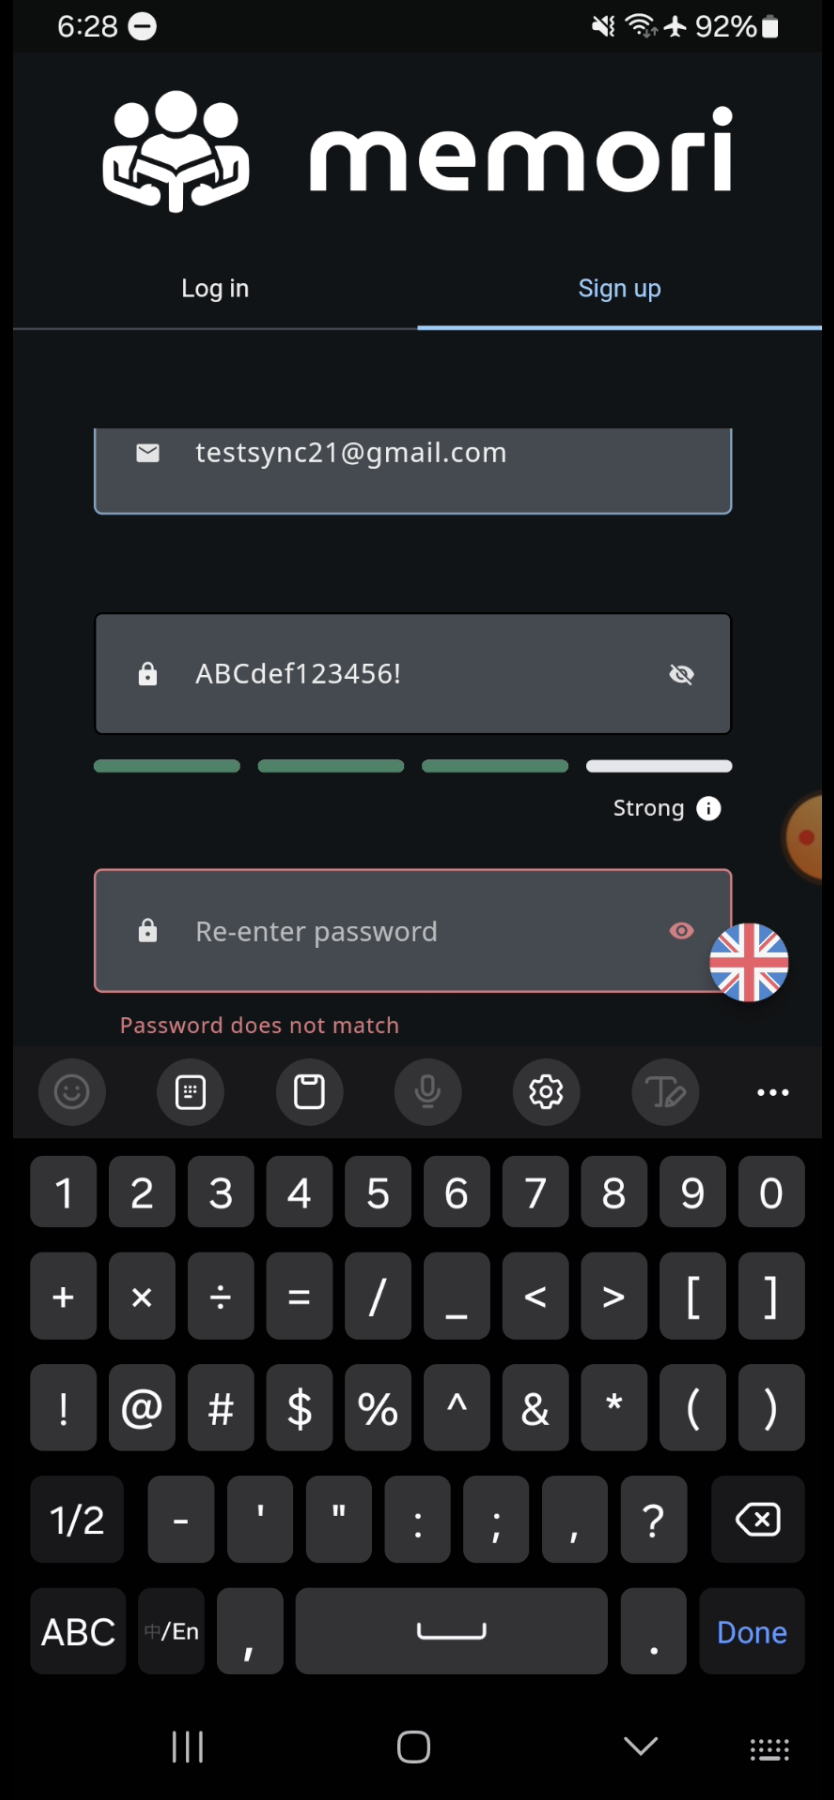 6:28 92%
memori
Log in Sign up
testsync21@gmail.com
ABCdef123456!
Strong
Re-enter password
Password does not match
1 2 3 4 5 6 7 8 9 0
+ × ÷ = / _ < > [ ]
! @ # $ % ^ & * ( )
1/2 - ' " : ; , ?
ABC 中/En , . Done